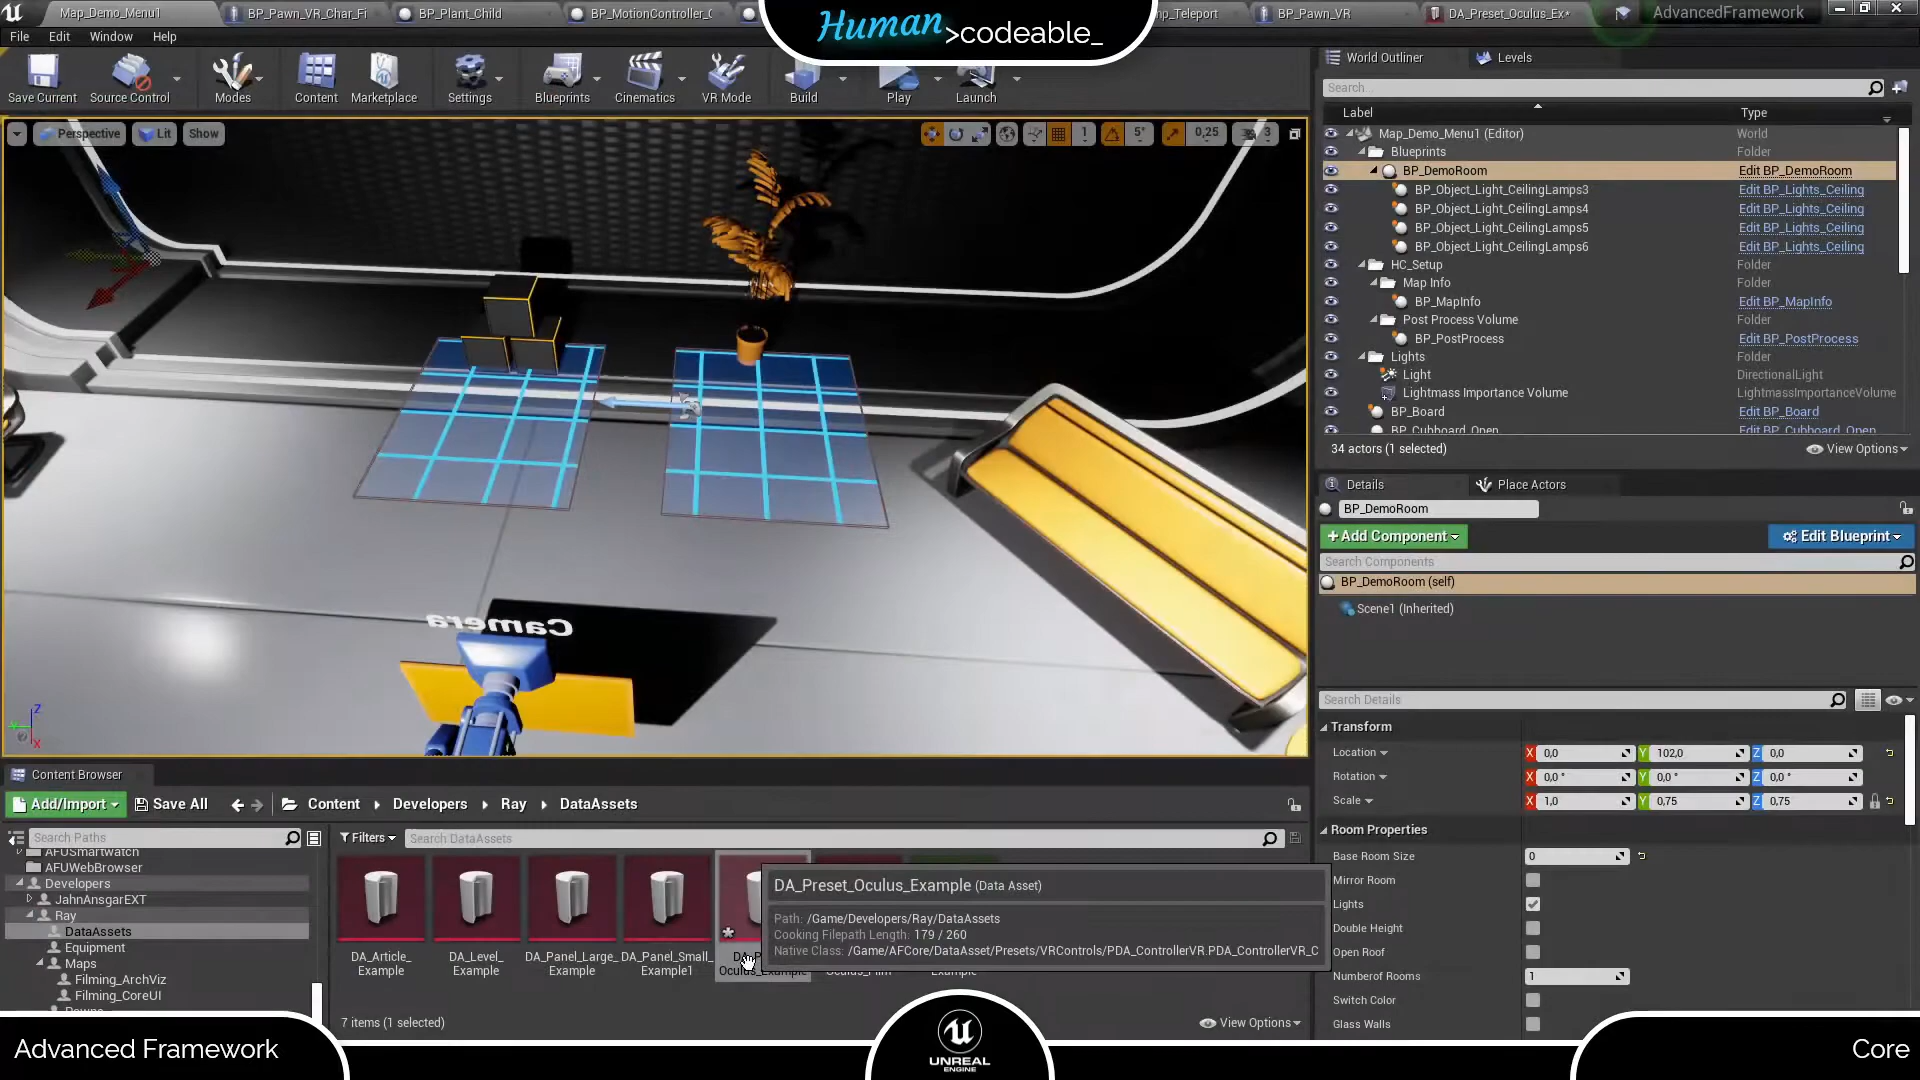 Map_Demo_Menu1
BP_Pawn_VR_Char_Fi
BP_Plant_Child
BP_MotionController_C
Human >codeable_
np_Teleport
BP_Pawn_VR
DA_Preset_Oculus_Ex*
AdvancedFramework
File Edit Window Help
Save Current
Source Control
Modes
Content
Marketplace
Settings
Blueprints
Cinematics
VR Mode
Build
Play
Launch
World Outliner
Levels
Search...
Label Type
Map_Demo_Menu1 (Editor) World
Blueprints Folder
BP_DemoRoom Edit BP_DemoRoom
BP_Object_Light_CeilingLamps3 Edit BP_Lights_Ceiling
BP_Object_Light_CeilingLamps4 Edit BP_Lights_Ceiling
BP_Object_Light_CeilingLamps5 Edit BP_Lights_Ceiling
BP_Object_Light_CeilingLamps6 Edit BP_Lights_Ceiling
HC_Setup Folder
Map Info Folder
BP_MapInfo Edit BP_MapInfo
Post Process Volume Folder
BP_PostProcess Edit BP_PostProcess
Lights Folder
Light DirectionalLight
Lightmass Importance Volume LightmassImportanceVolume
BP_Board Edit BP_Board
BP_Cubboard_Open Edit BP_Cubboard_Open
34 actors (1 selected) View Options
Perspective Lit Show
1 5° 0,25 3
Camera
Z
X
Details
Place Actors
BP_DemoRoom
+Add Component
Edit Blueprint
Search Components
BP_DemoRoom (self)
Scene1 (Inherited)
Search Details
Transform
Location X 0,0 Y 102,0 Z 0,0
Rotation X 0,0 ° Y 0,0 ° Z 0,0 °
Scale X 1,0 Y 0,75 Z 0,75
Room Properties
Base Room Size 0
Mirror Room
Lights
Double Height
Open Roof
Numberof Rooms 1
Switch Color
Glass Walls
Content Browser
Add/Import Save All Content Developers Ray DataAssets
Search Paths
Filters Search DataAssets
AFUSmartwatch
AFUWebBrowser
Developers
JahnAnsgarEXT
Ray
DataAssets
Equipment
Maps
Filming_ArchViz
Filming_CoreUI
DA_Article_
Example
DA_Level_
Example
DA_Panel_Large_
Example
DA_Panel_Small_
Example1
Oculus_Example
Oculus_Film
Example
DA_Preset_Oculus_Example (Data Asset)
Path: /Game/Developers/Ray/DataAssets
Cooking Filepath Length: 179 / 260
Native Class: /Game/AFCore/DataAsset/Presets/VRControls/PDA_ControllerVR.PDA_ControllerVR_C
7 items (1 selected)
View Options
Advanced Framework
UNREAL
ENGINE
Core